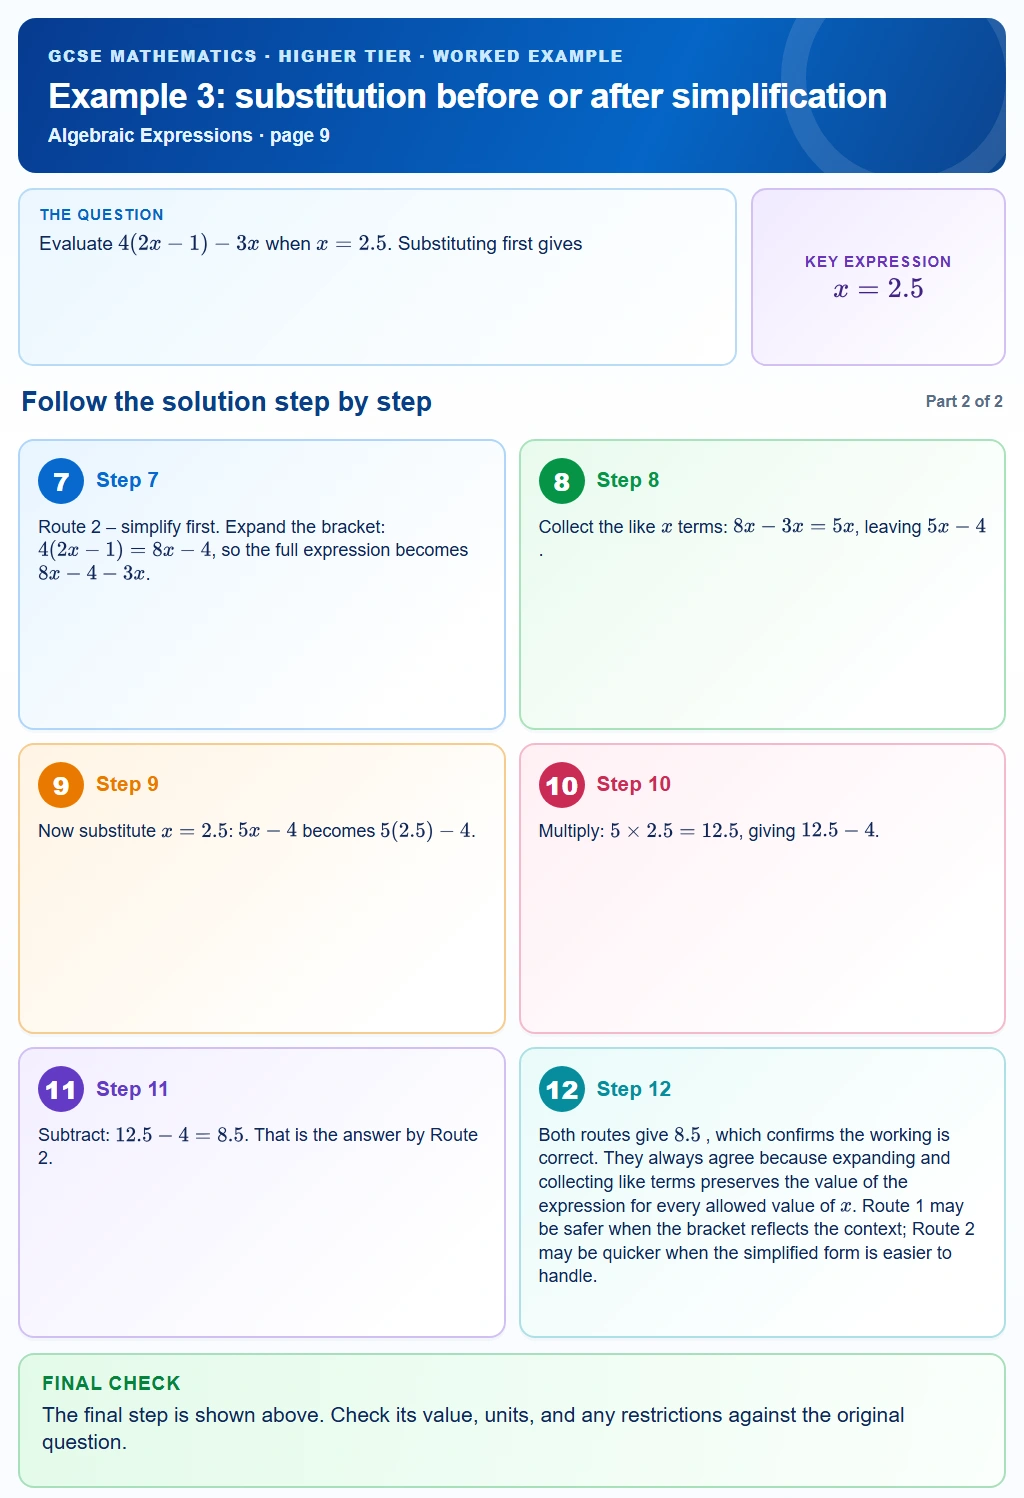 GCSE MATHEMATICS · HIGHER TIER · WORKED EXAMPLE
Example 3: substitution before or after simplification
Algebraic Expressions · page 9
THE QUESTION
Evaluate 4(2x − 1) − 3x when x = 2.5. Substituting first gives
KEY EXPRESSION
x = 2.5
Follow the solution step by step
Part 2 of 2
7 Step 7
Route 2 – simplify first. Expand the bracket:
4(2x − 1) = 8x − 4, so the full expression becomes
8x − 4 − 3x.
8 Step 8
Collect the like x terms: 8x − 3x = 5x, leaving 5x − 4
.
9 Step 9
Now substitute x = 2.5: 5x − 4 becomes 5(2.5) − 4.
10 Step 10
Multiply: 5 × 2.5 = 12.5, giving 12.5 − 4.
11 Step 11
Subtract: 12.5 − 4 = 8.5. That is the answer by Route
2.
12 Step 12
Both routes give 8.5 , which confirms the working is
correct. They always agree because expanding and
collecting like terms preserves the value of the
expression for every allowed value of x. Route 1 may
be safer when the bracket reflects the context; Route 2
may be quicker when the simplified form is easier to
handle.
FINAL CHECK
The final step is shown above. Check its value, units, and any restrictions against the original
question.